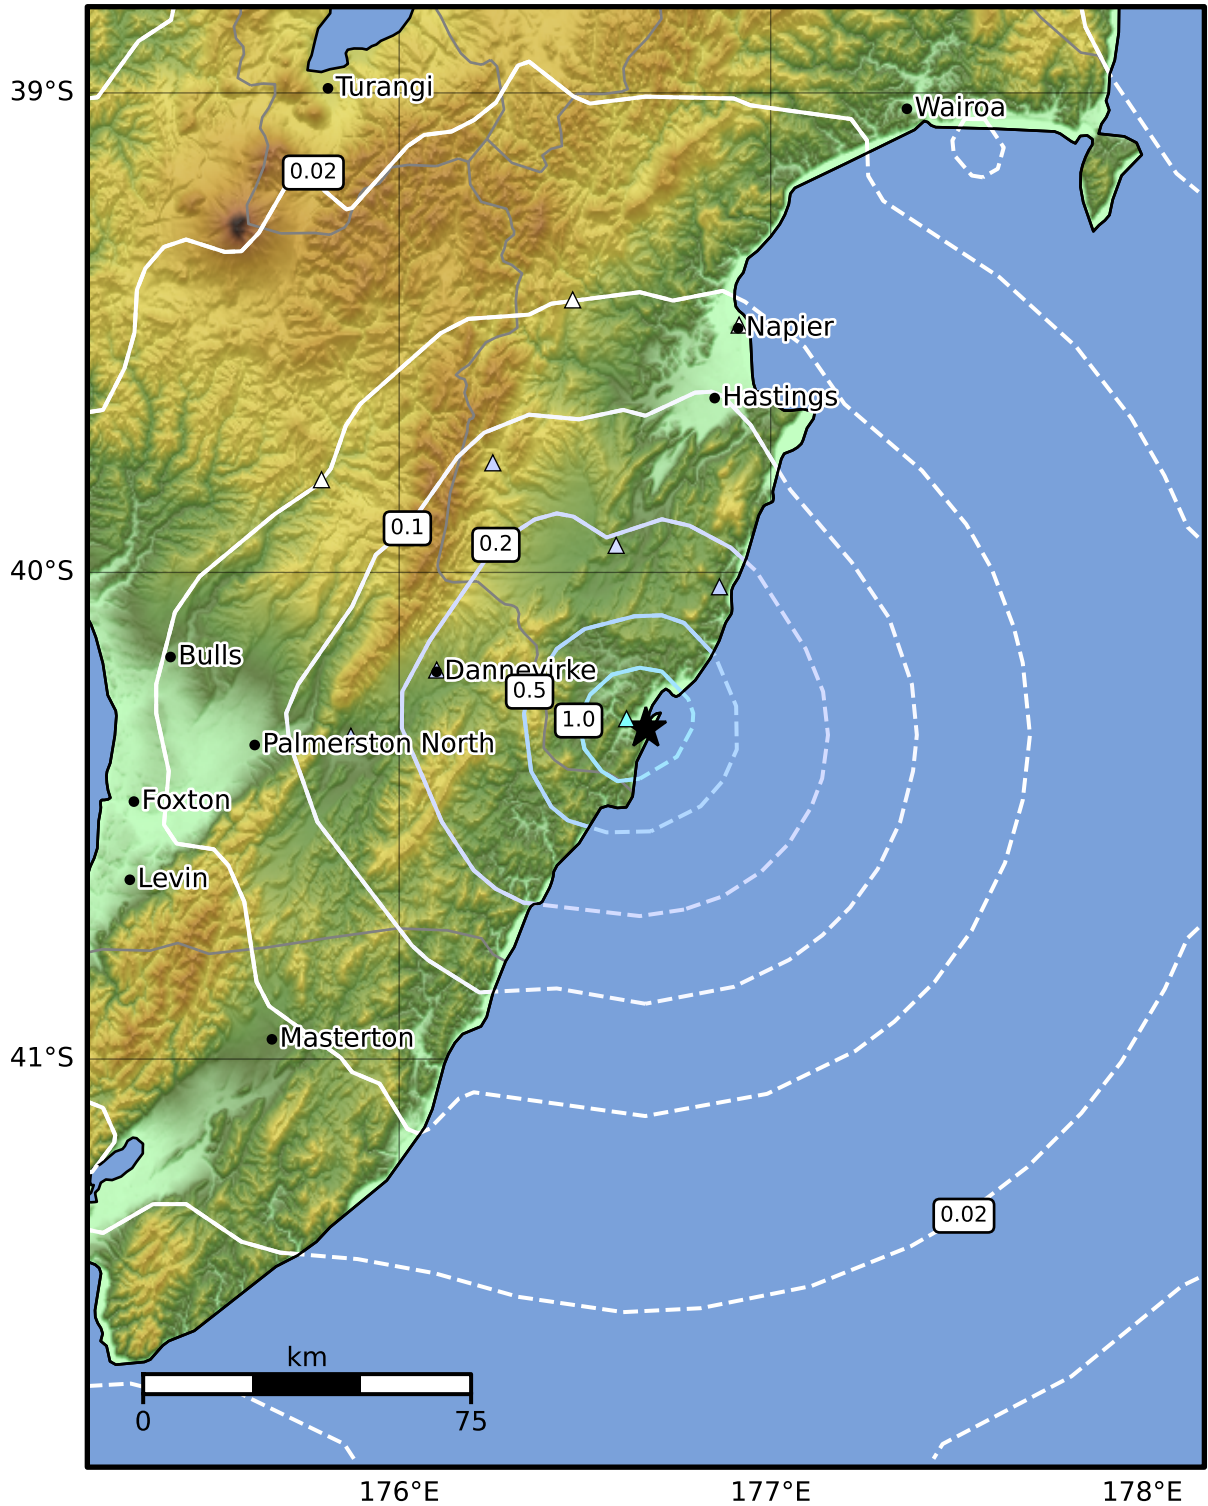 39°S
Turangi
Wairoa
0.02
Napier
Hastings
0.1
0.2
40°S
Bulls
Dannevirke
0.5
1.0
Palmerston North
Foxton
Levin
41°S
Masterton
0.02
km
0 75
176°E 177°E 178°E